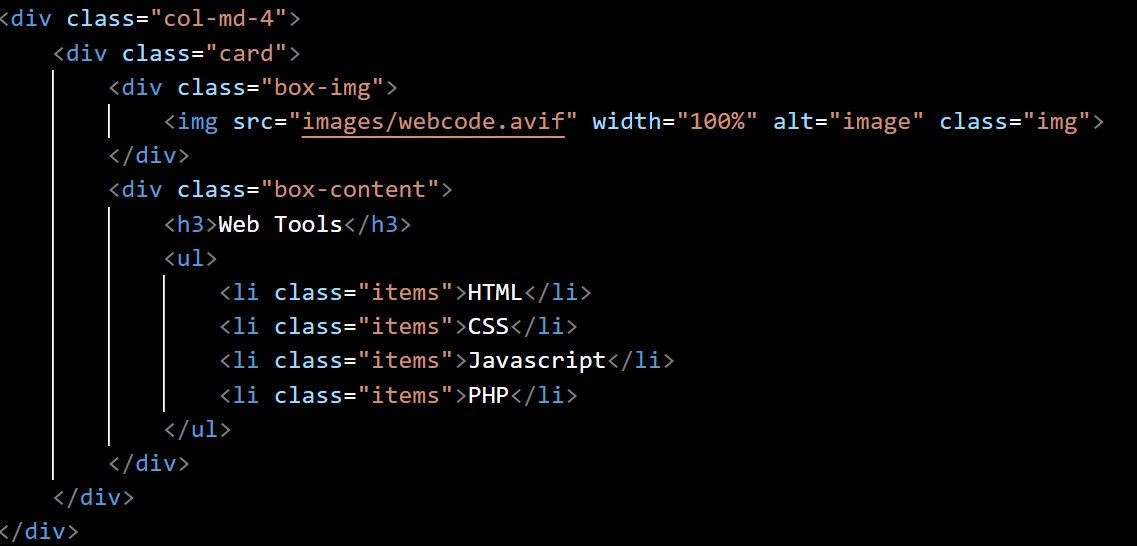 <div class="col-md-4">
    <div class="card">
        <div class="box-img">
            <img src="images/webcode.avif" width="100%" alt="image" class="img">
        </div>
        <div class="box-content">
            <h3>Web Tools</h3>
            <ul>
                <li class="items">HTML</li>
                <li class="items">CSS</li>
                <li class="items">Javascript</li>
                <li class="items">PHP</li>
            </ul>
        </div>
    </div>
</div>